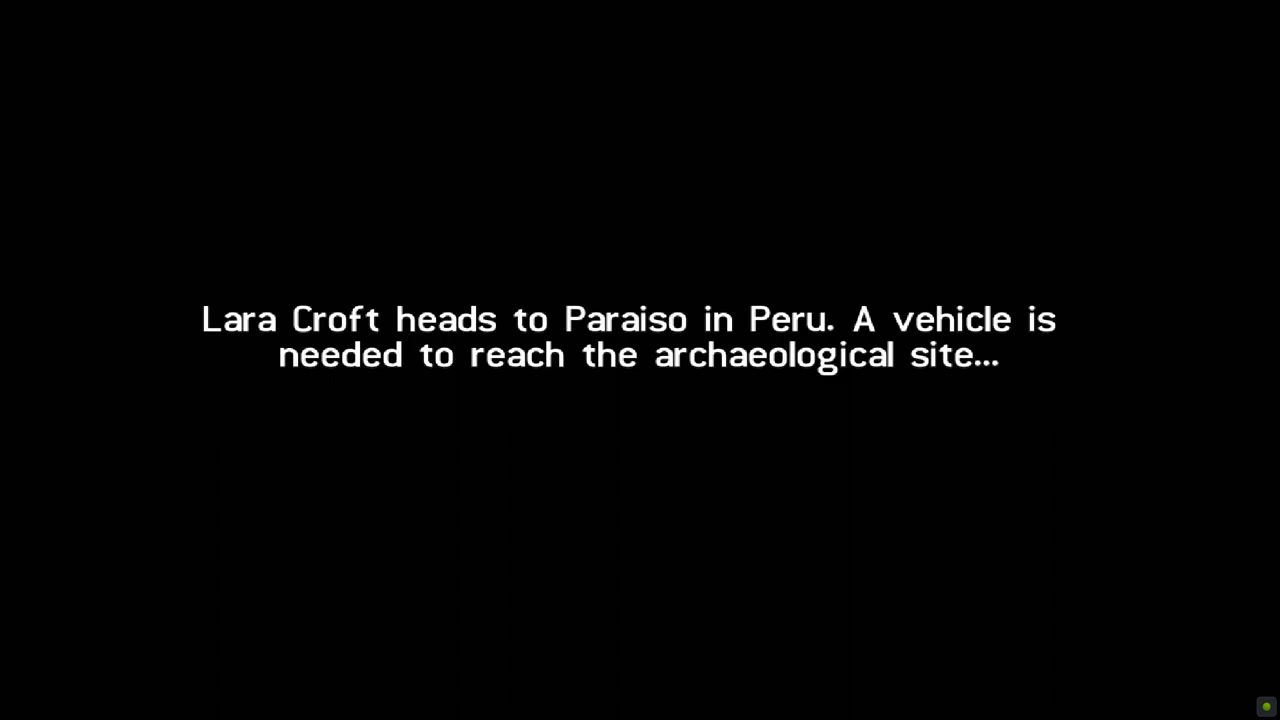 Lara Croft heads to Paraiso in Peru. A vehicle is
needed to reach the archaeological site...